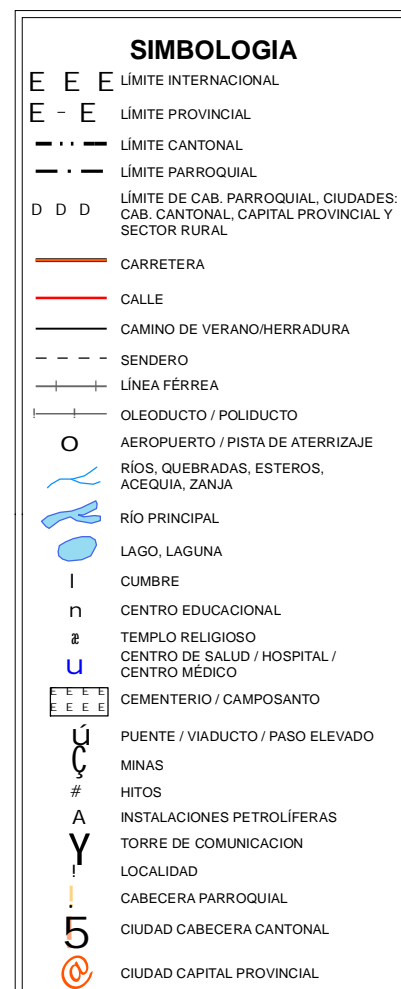 SIMBOLOGIA
E E E LÍMITE INTERNACIONAL
E - E LÍMITE PROVINCIAL
LÍMITE CANTONAL
LÍMITE PARROQUIAL
D D D LÍMITE DE CAB. PARROQUIAL, CIUDADES:
CAB. CANTONAL, CAPITAL PROVINCIAL Y
SECTOR RURAL
CARRETERA
CALLE
CAMINO DE VERANO/HERRADURA
SENDERO
LÍNEA FÉRREA
! ! OLEODUCTO / POLIDUCTO
o AEROPUERTO / PISTA DE ATERRIZAJE
RÍOS, QUEBRADAS, ESTEROS,
ACEQUIA, ZANJA
RÍO PRINCIPAL
LAGO, LAGUNA
l CUMBRE
n CENTRO EDUCACIONAL
æ TEMPLO RELIGIOSO
u CENTRO DE SALUD / HOSPITAL /
CENTRO MÉDICO
E E E E
E E E E CEMENTERIO / CAMPOSANTO
ú PUENTE / VIADUCTO / PASO ELEVADO
Ç MINAS
# HITOS
A INSTALACIONES PETROLÍFERAS
Y TORRE DE COMUNICACION
! LOCALIDAD
! CABECERA PARROQUIAL
5 CIUDAD CABECERA CANTONAL
@ CIUDAD CAPITAL PROVINCIAL